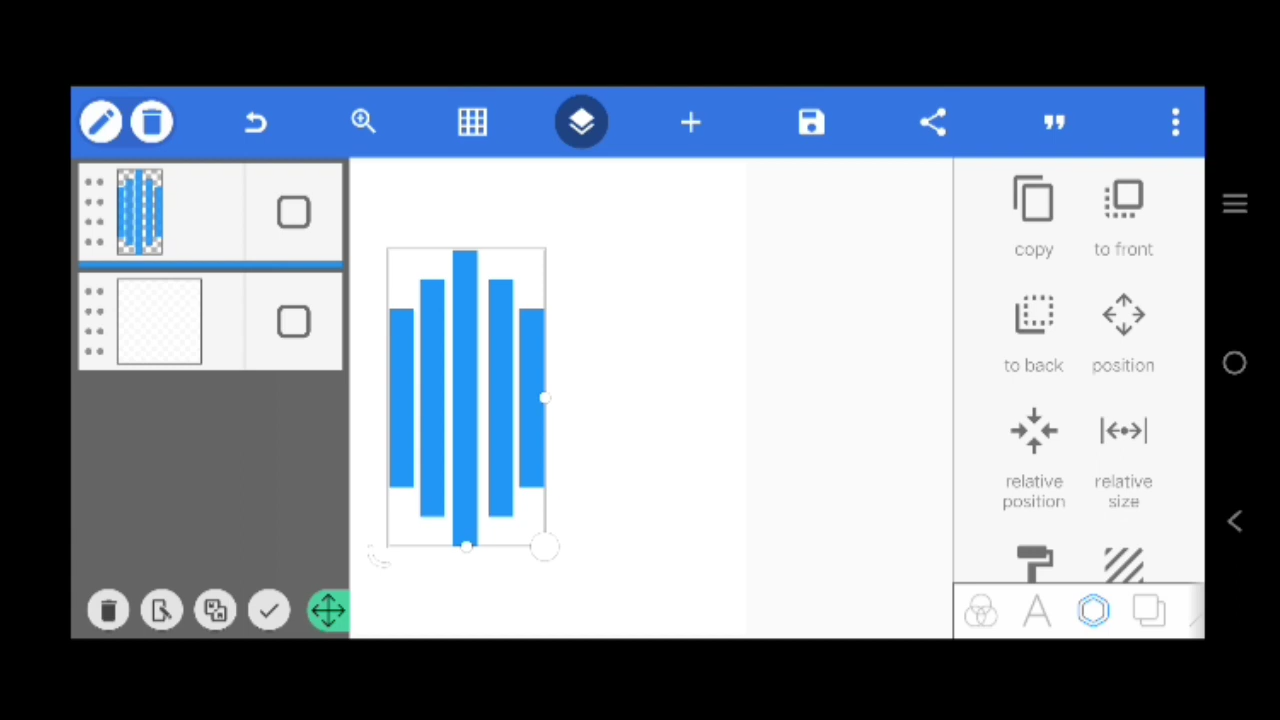 copy
to front
to back
position
relative
position
relative
size